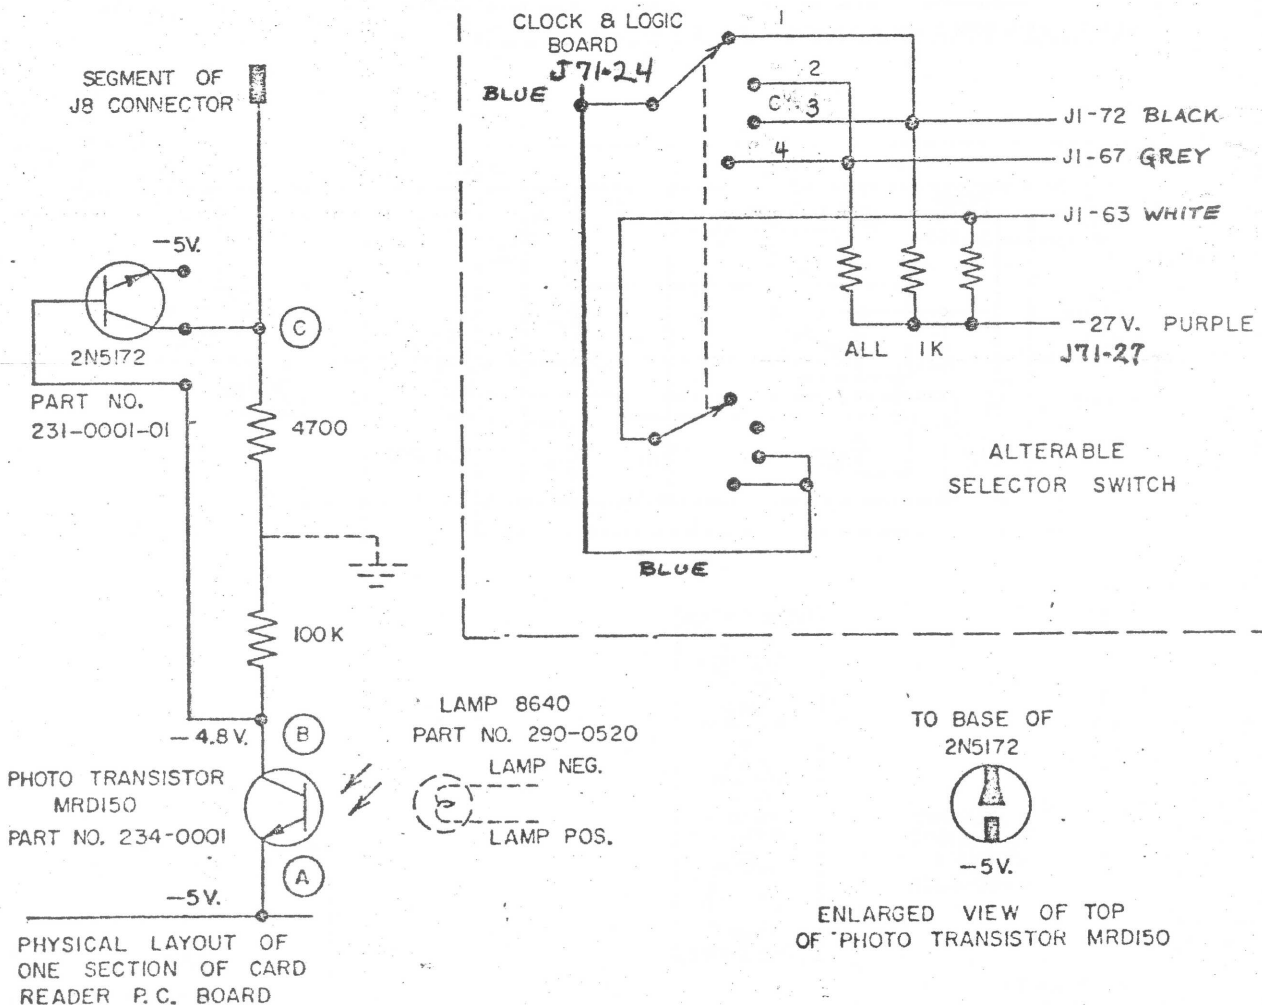 SEGMENT OF
J8 CONNECTOR
-5V.
C
2N5172
PART NO.
231-0001-01
4700
100K
-4.8V.
B
PHOTO TRANSISTOR
MRD150
PART NO. 234-0001
A
-5V.
PHYSICAL LAYOUT OF
ONE SECTION OF CARD
READER P.C. BOARD
LAMP 8640
PART NO. 290-0520
LAMP NEG.
LAMP POS.
CLOCK & LOGIC
BOARD
J71-24
BLUE
1
2
3
4
J1-72 BLACK
J1-67 GREY
J1-63 WHITE
-27V. PURPLE
J71-27
ALL 1K
ALTERABLE
SELECTOR SWITCH
BLUE
TO BASE OF
2N5172
-5V.
ENLARGED VIEW OF TOP
OF PHOTO TRANSISTOR MRD150